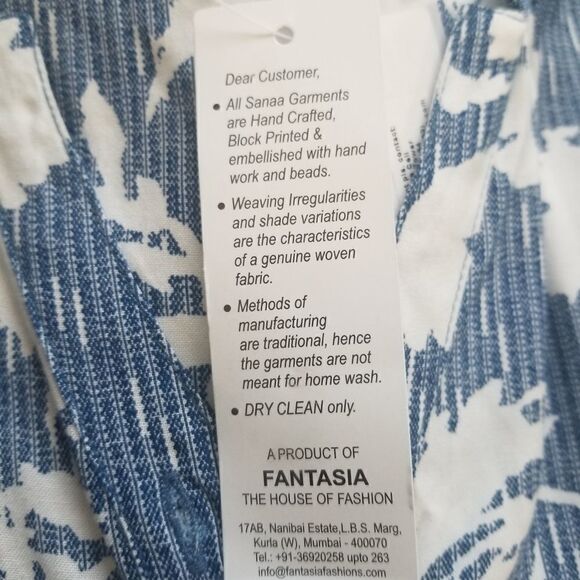 Dear Customer,
• All Sanaa Garments
are Hand Crafted,
Block Printed &
embellished with hand
work and beads.
• Weaving Irregularities
and shade variations
are the characteristics
of a genuine woven
fabric.
• Methods of
manufacturing
are traditional, hence
the garments are not
meant for home wash.
• DRY CLEAN only.
A PRODUCT OF
FANTASIA
THE HOUSE OF FASHION
17AB, Nanibai Estate,L.B.S. Marg,
Kurla (W), Mumbai - 400070
Tel.: +91-36920258 upto 263
info@fantasiafashions.com
contact: